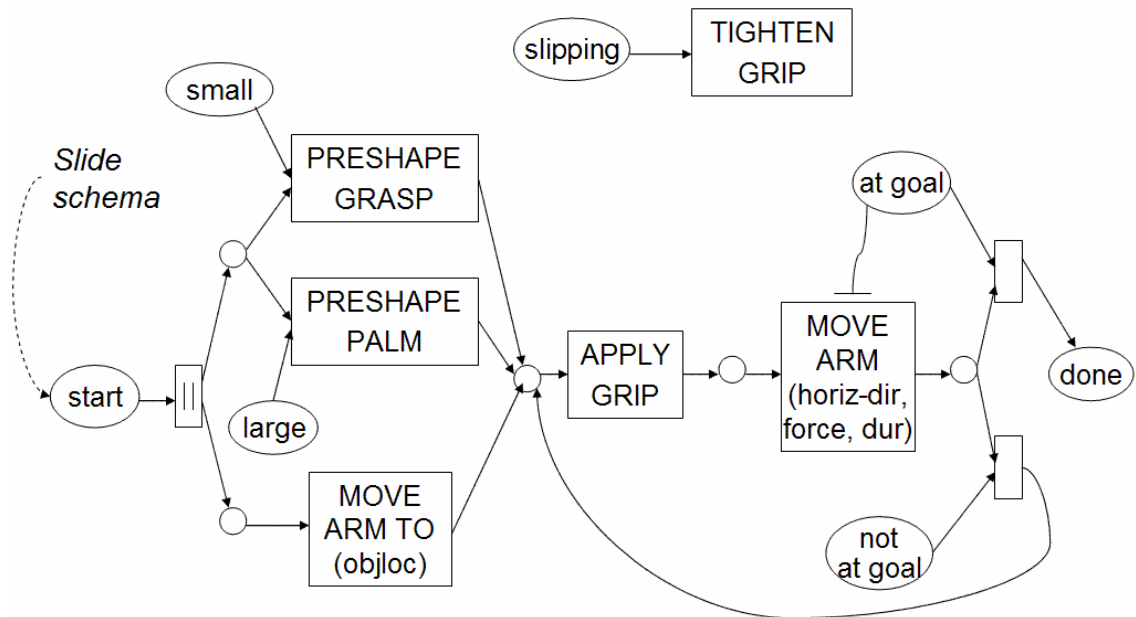 slipping
TIGHTEN
GRIP
small
Slide
schema
PRESHAPE
GRASP
at goal
PRESHAPE
PALM
MOVE
ARM
(horiz-dir,
force, dur)
APPLY
GRIP
start
||
done
large
MOVE
ARM TO
(objloc)
not
at goal